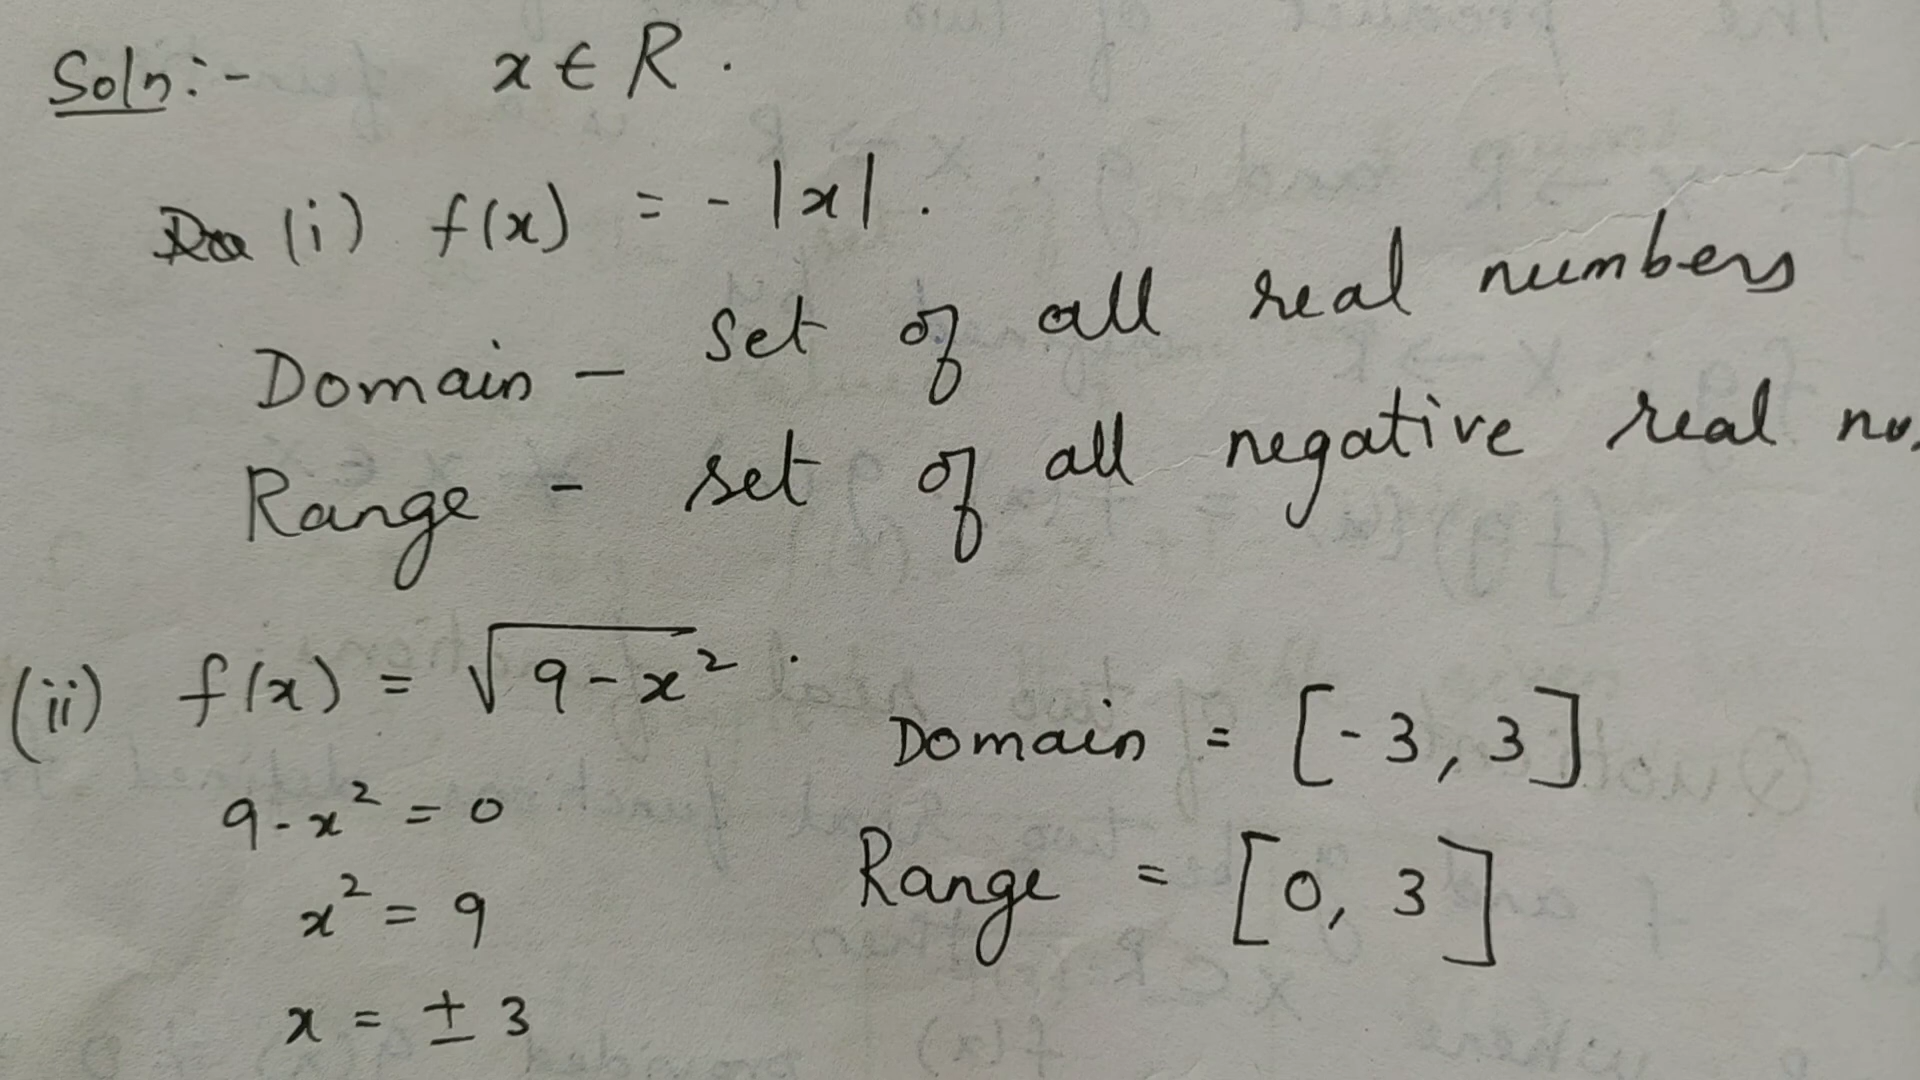 Soln:- x ∈ R.
(i) f(x) = - |x|.
Domain – set of all real numbers
Range - set of all negative real no.
(ii) f(x) = √9-x² .
9-x² = 0
x² = 9
x = ± 3
Domain = [-3, 3]
Range = [0, 3]